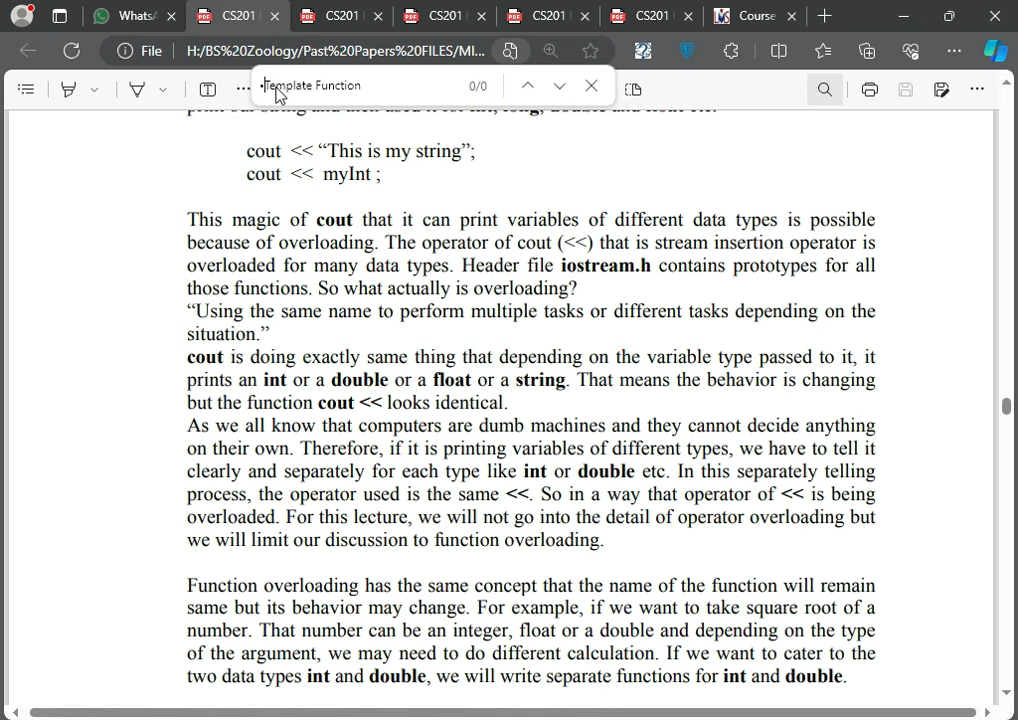 Whats
CS201
CS201
CS201
CS201
CS201
Course
File
H:/BS%20Zoology/Past%20Papers%20FILES/MI...
•Template Function
0/0
cout << “This is my string”;
cout << myInt ;
This magic of cout that it can print variables of different data types is possible
because of overloading. The operator of cout (<<) that is stream insertion operator is
overloaded for many data types. Header file iostream.h contains prototypes for all
those functions. So what actually is overloading?
“Using the same name to perform multiple tasks or different tasks depending on the
situation.”
cout is doing exactly same thing that depending on the variable type passed to it, it
prints an int or a double or a float or a string. That means the behavior is changing
but the function cout << looks identical.
As we all know that computers are dumb machines and they cannot decide anything
on their own. Therefore, if it is printing variables of different types, we have to tell it
clearly and separately for each type like int or double etc. In this separately telling
process, the operator used is the same <<. So in a way that operator of << is being
overloaded. For this lecture, we will not go into the detail of operator overloading but
we will limit our discussion to function overloading.
Function overloading has the same concept that the name of the function will remain
same but its behavior may change. For example, if we want to take square root of a
number. That number can be an integer, float or a double and depending on the type
of the argument, we may need to do different calculation. If we want to cater to the
two data types int and double, we will write separate functions for int and double.